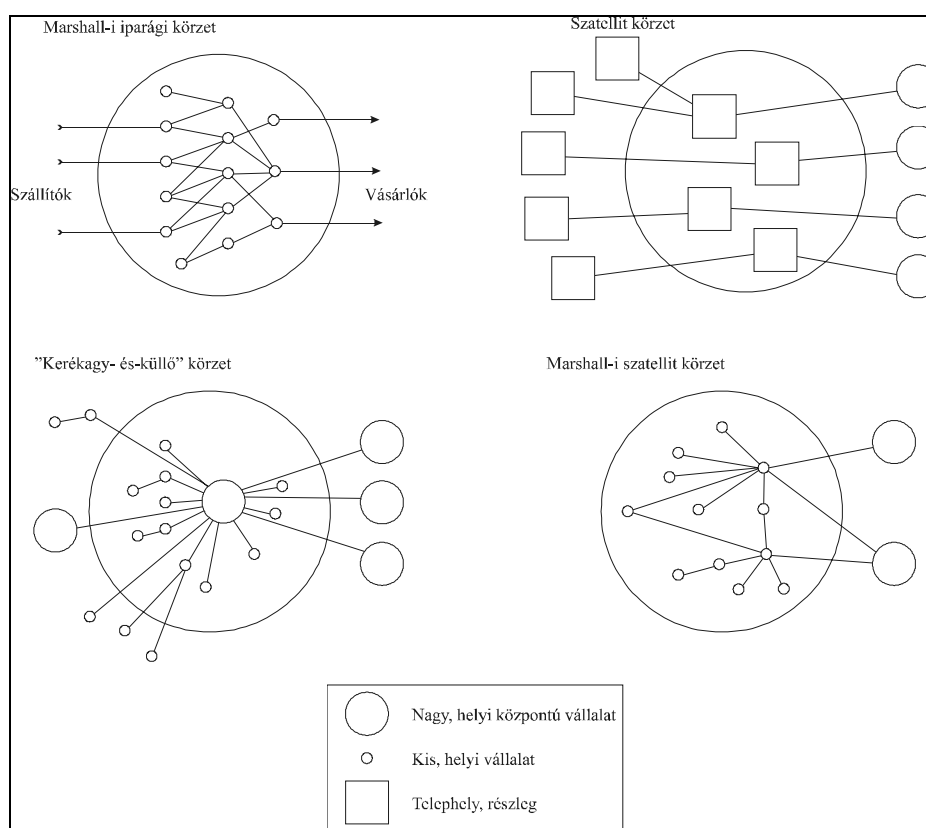 Marshall-i iparági körzet
Szatellit körzet
Szállítók
Vásárlók
"Kerékagy- és-küllő" körzet
Marshall-i szatellit körzet
Nagy, helyi központú vállalat
Kis, helyi vállalat
Telephely, részleg